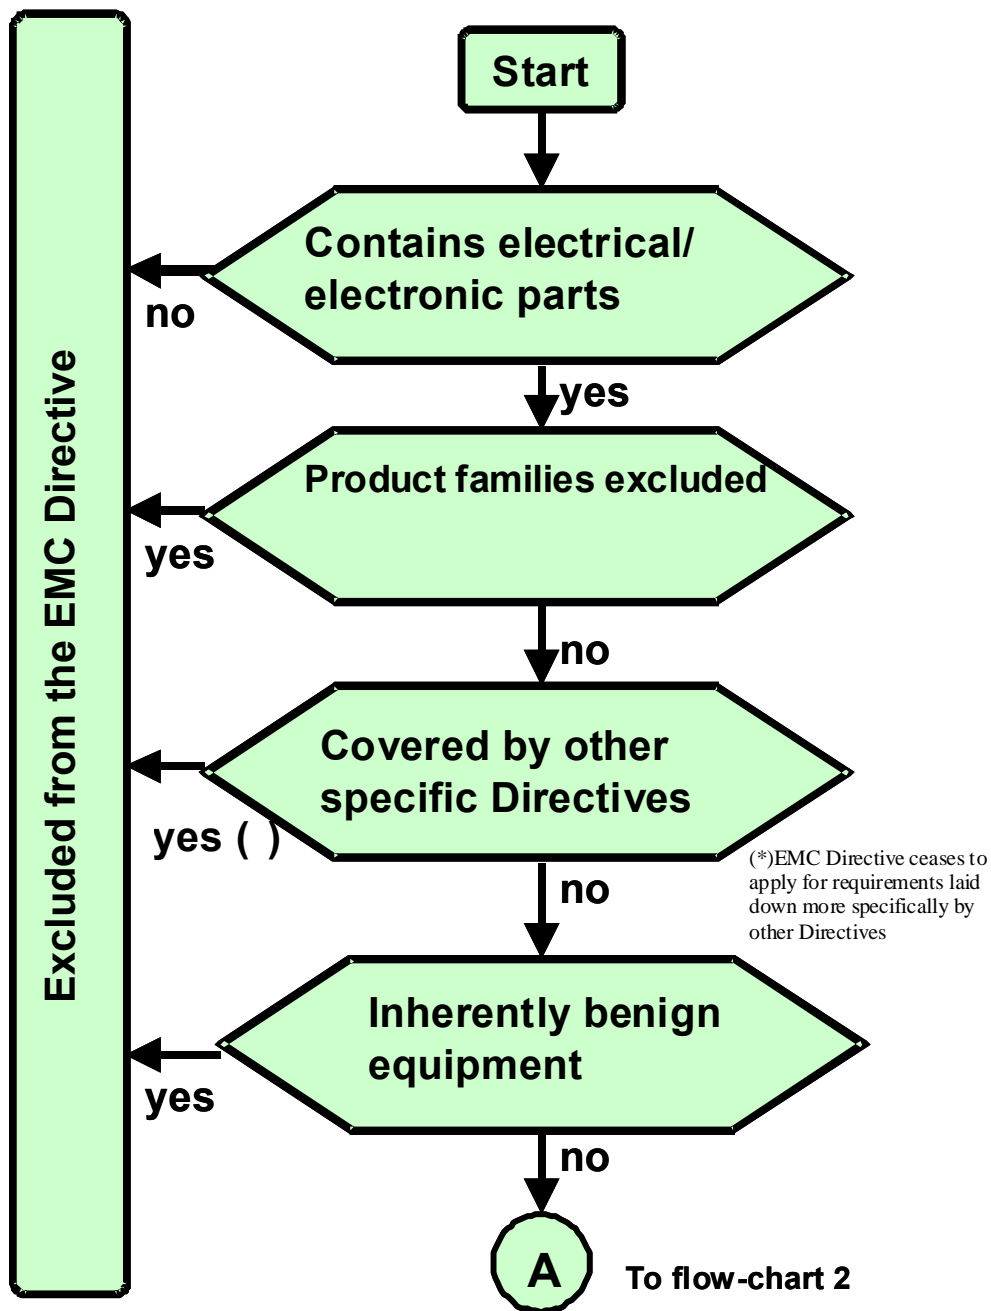 Start
Contains electrical/
electronic parts
no
yes
Product families excluded
yes
no
Covered by other
specific Directives
yes ( )
no
(*)EMC Directive ceases to
apply for requirements laid
down more specifically by
other Directives
Inherently benign
equipment
yes
no
A
To flow-chart 2
Excluded from the EMC Directive